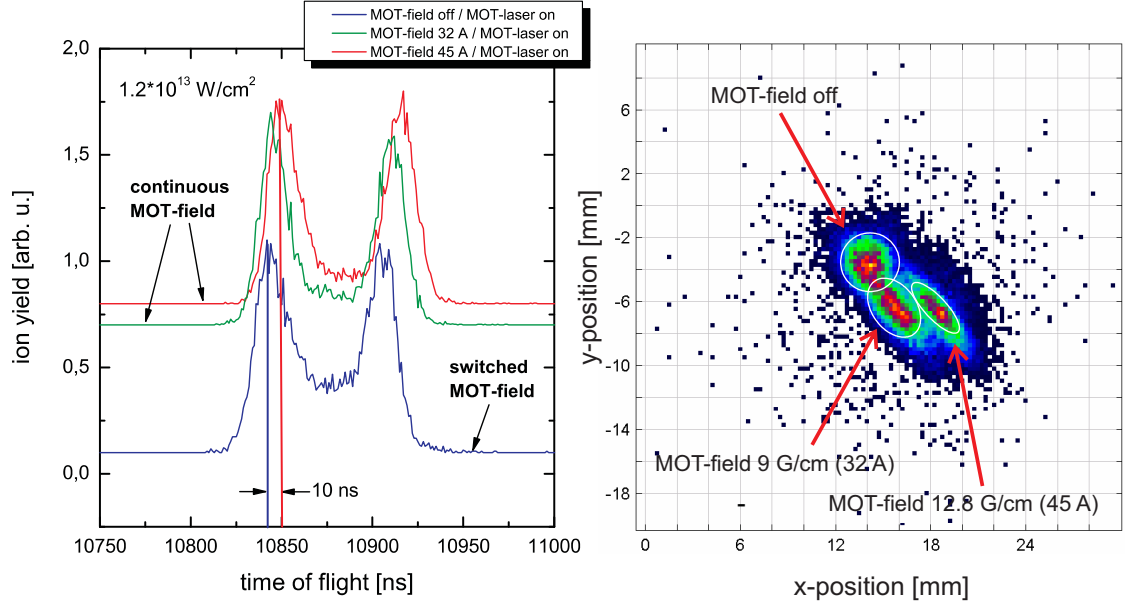 MOT-field off / MOT-laser on
MOT-field 32 A / MOT-laser on
MOT-field 45 A / MOT-laser on
2,0
1,5
1,0
0,5
0,0
ion yield [arb. u.]
1.2*10¹³ W/cm²
continuous
MOT-field
switched
MOT-field
10 ns
10750
10800
10850
10900
10950
11000
time of flight [ns]
8
6
2
-2
-6
-10
-14
-18
y-position [mm]
MOT-field off
MOT-field 9 G/cm (32 A)
MOT-field 12.8 G/cm (45 A)
-
0
6
12
18
24
x-position [mm]